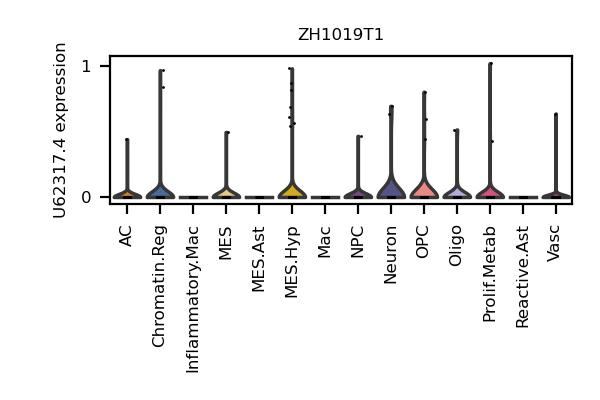 ZH1019T1
U62317.4 expression
1
0
AC
Chromatin.Reg
Inflammatory.Mac
MES
MES.Ast
MES.Hyp
Mac
NPC
Neuron
OPC
Oligo
Prolif.Metab
Reactive.Ast
Vasc